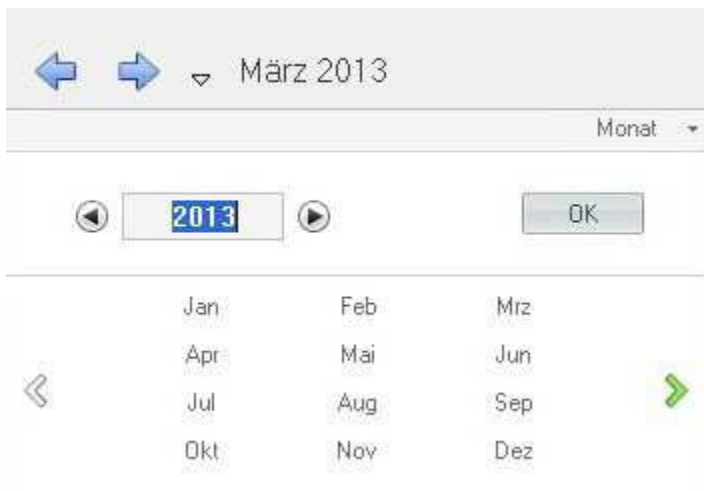 März 2013
Monat
2013 OK
Jan Feb Mrz
Apr Mai Jun
Jul Aug Sep
Okt Nov Dez